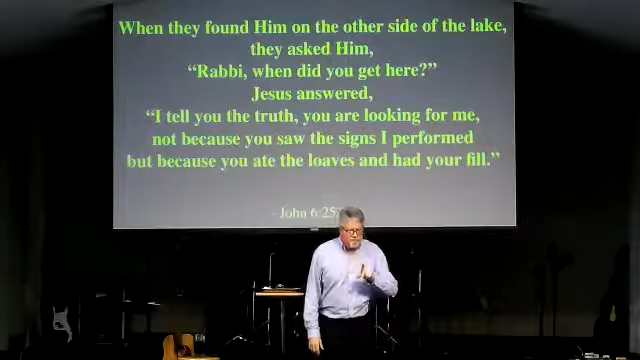 When they found Him on the other side of the lake,
they asked Him,
“Rabbi, when did you get here?”
Jesus answered,
“I tell you the truth, you are looking for me,
not because you saw the signs I performed
but because you ate the loaves and had your fill.”
- John 6:25